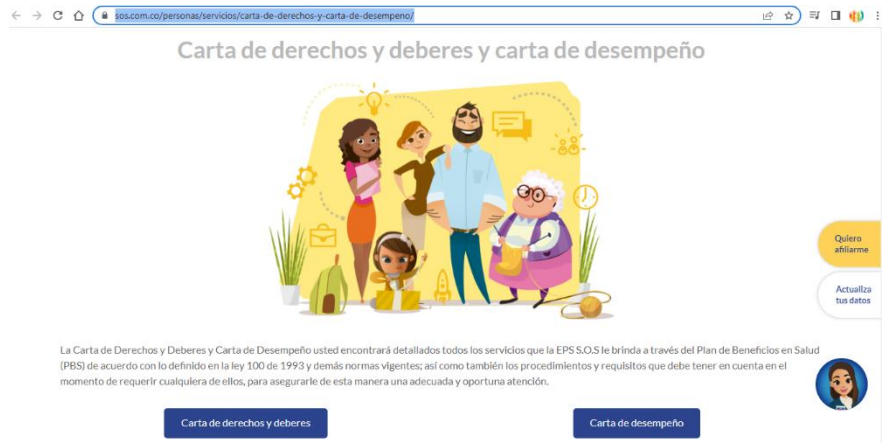 sos.com.co/personas/servicios/carta-de-derechos-y-carta-de-desempeno/
Carta de derechos y deberes y carta de desempeño
Quiero
afiliarme
Actualiza
tus datos
La Carta de Derechos y Deberes y Carta de Desempeño usted encontrará detallados todos los servicios que la EPS S.O.S le brinda a través del Plan de Beneficios en Salud
(PBS) de acuerdo con lo definido en la ley 100 de 1993 y demás normas vigentes; así como también los procedimientos y requisitos que debe tener en cuenta en el
momento de requerir cualquiera de ellos, para asegurarle de esta manera una adecuada y oportuna atención.
Carta de derechos y deberes
Carta de desempeño